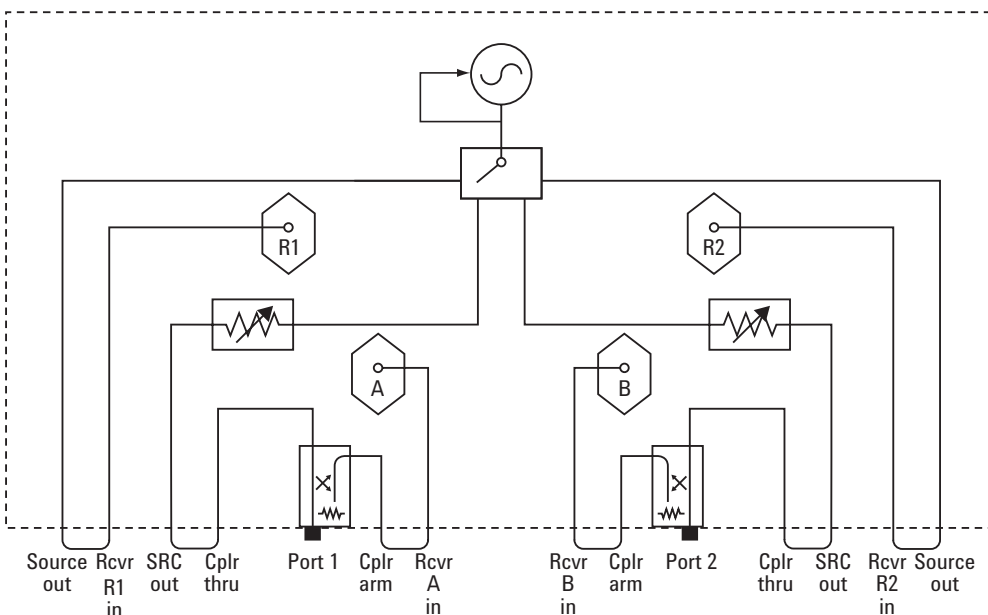 R1
R2
A
B
Source out
Rcvr R1 in
SRC out
Cplr thru
Port 1
Cplr arm
Rcvr A in
Rcvr B in
Cplr arm
Port 2
Cplr thru
SRC out
Rcvr R2 in
Source out